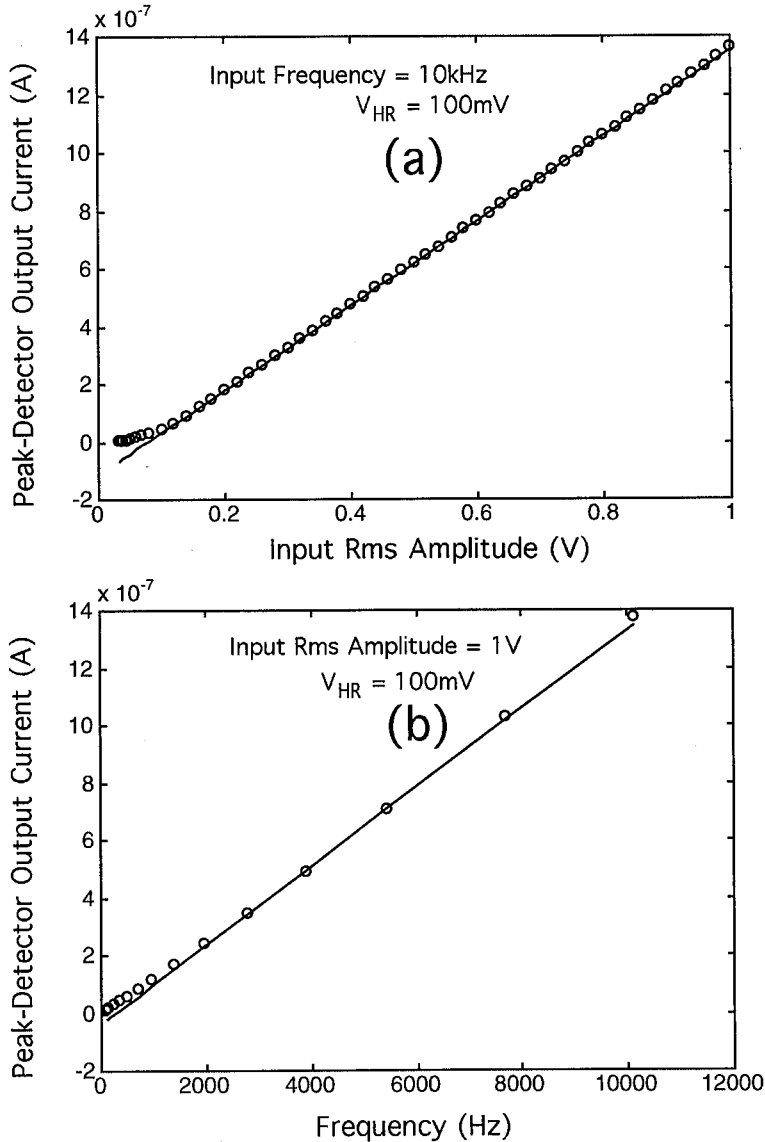 x 10-7
14
12
10
8
6
4
2
0
-2
Peak-Detector Output Current (A)
Input Frequency = 10kHz
VHR = 100mV
(a)
0
0.2
0.4
0.6
0.8
1
Input Rms Amplitude (V)
x 10-7
14
12
10
8
6
4
2
0
-2
Peak-Detector Output Current (A)
Input Rms Amplitude = 1V
VHR = 100mV
(b)
0
2000
4000
6000
8000
10000
12000
Frequency (Hz)